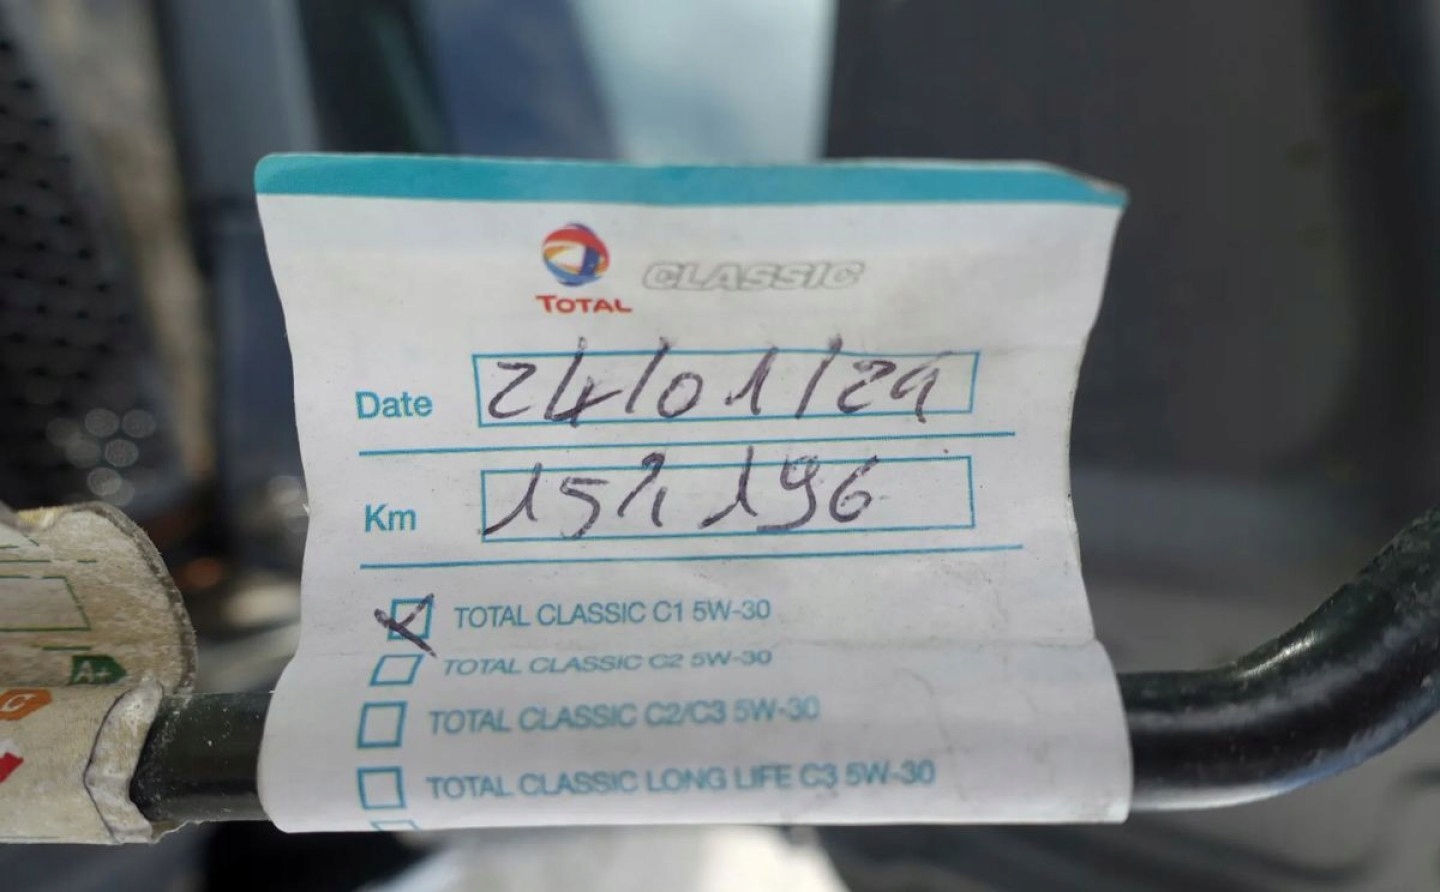 TOTAL CLASSIC
Date 24/01/24
Km 196
TOTAL CLASSIC C1 5W-30
TOTAL CLASSIC C2 5W-30
TOTAL CLASSIC C2/C3 5W-30
TOTAL CLASSIC LONG LIFE C3 5W-30
A+
C